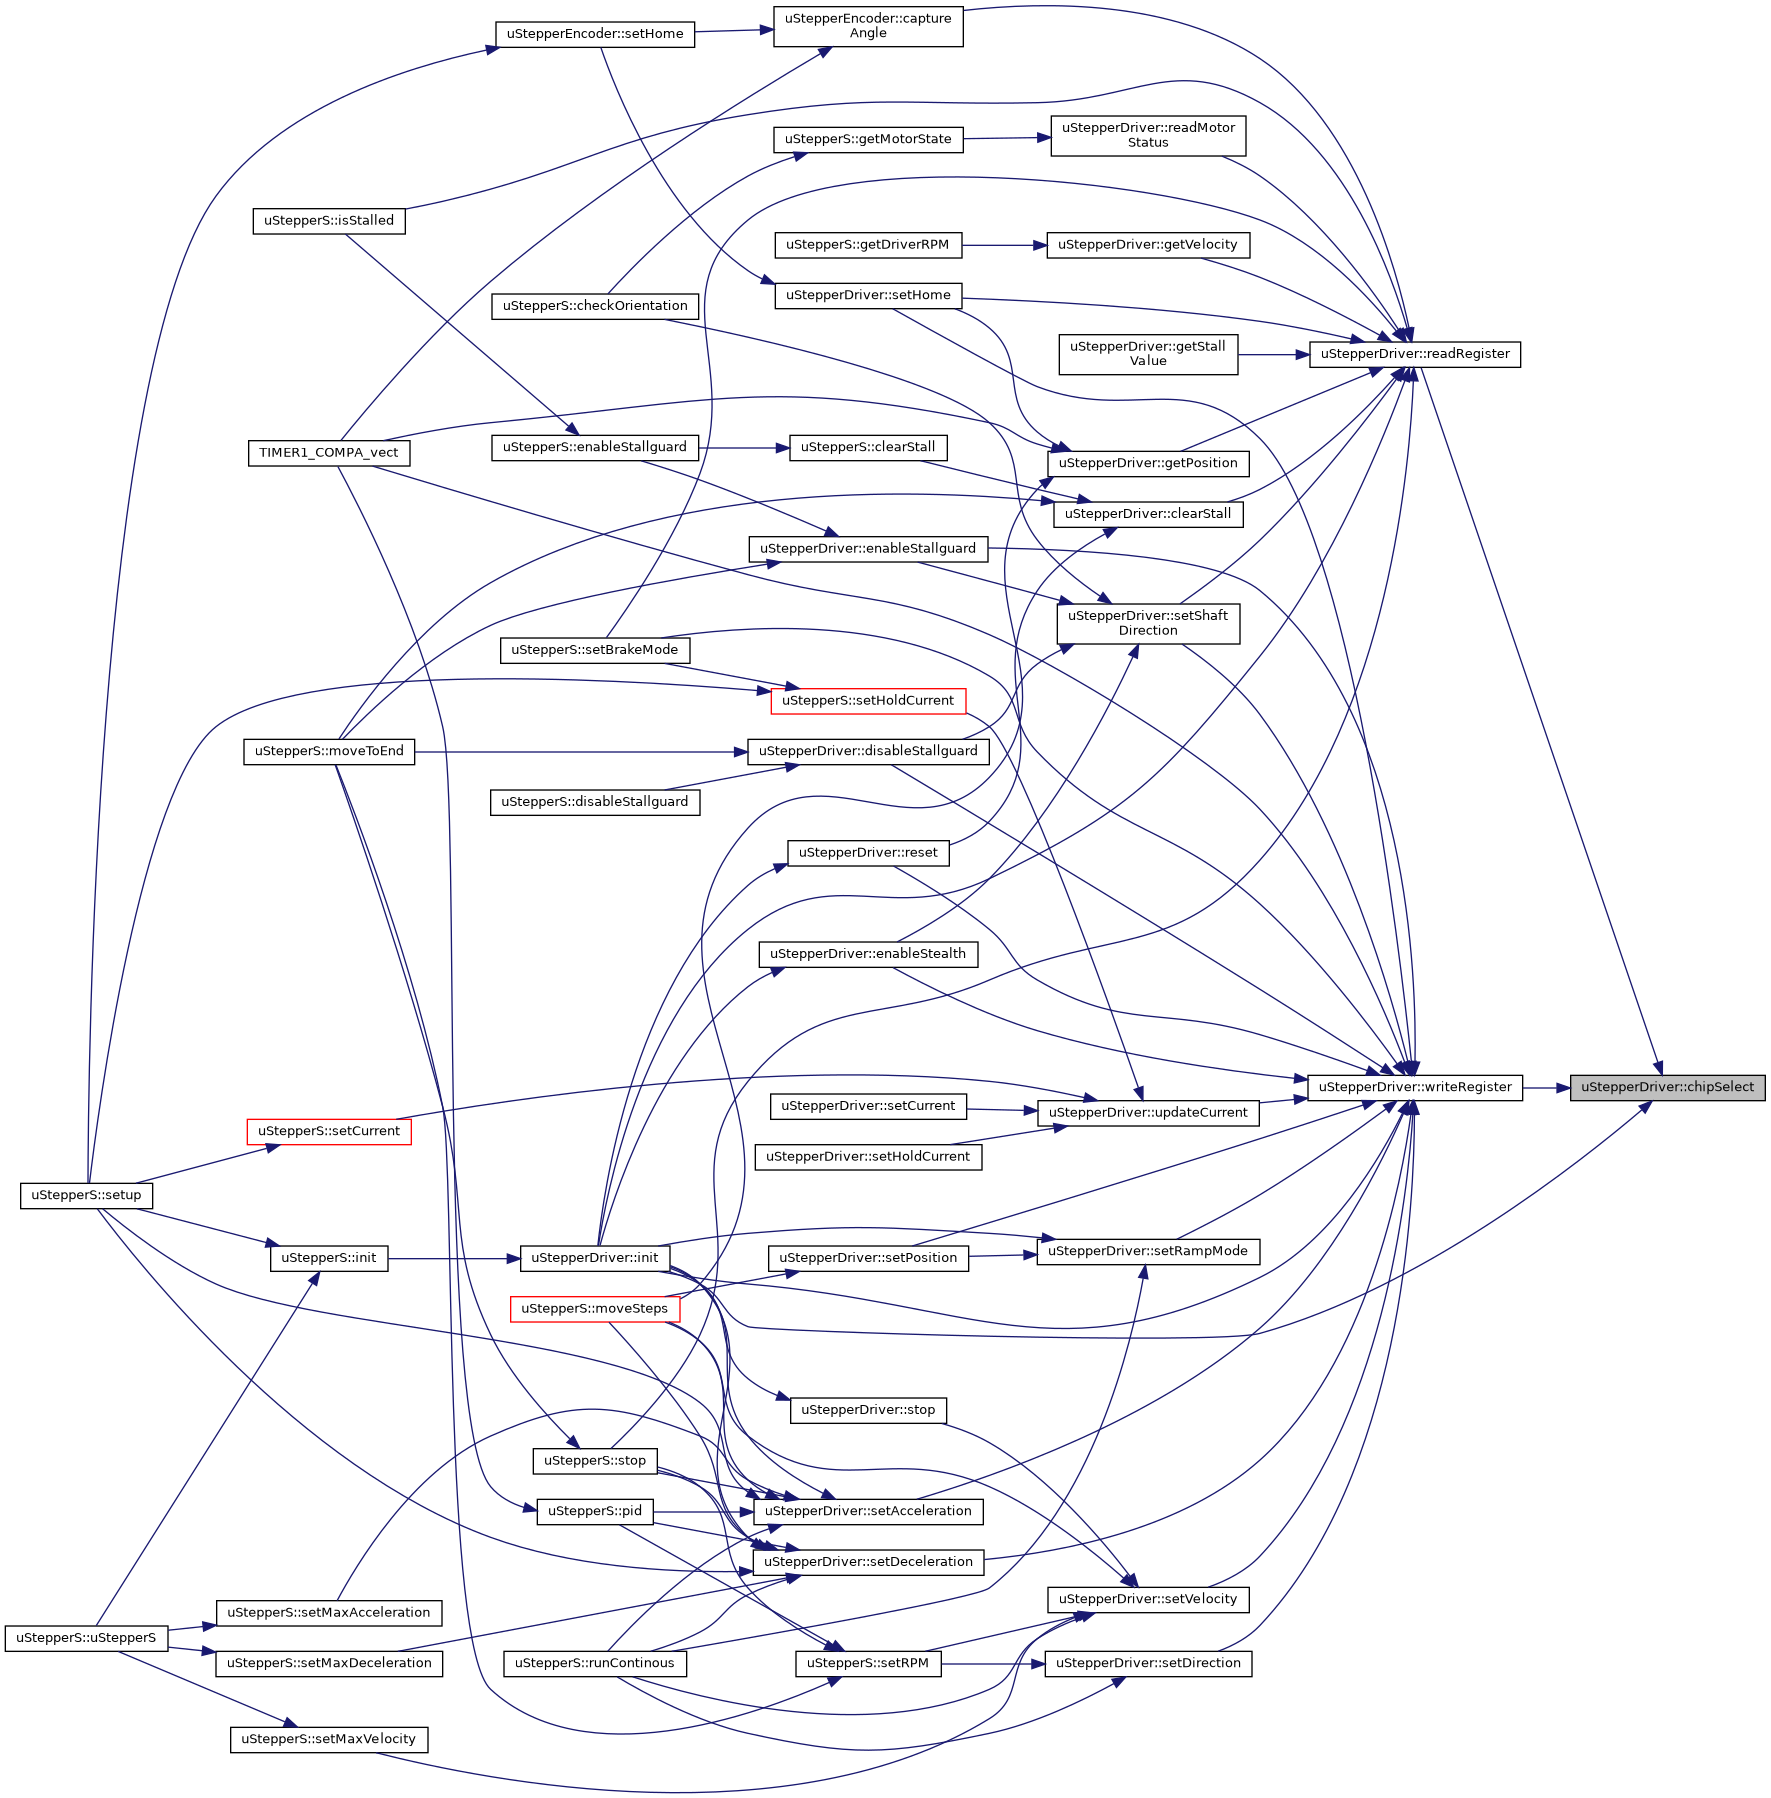 uStepperEncoder::capture
Angle
uStepperEncoder::setHome
uStepperDriver::readMotor
Status
uStepperS::getMotorState
uStepperS::isStalled
uStepperS::getDriverRPM
uStepperDriver::getVelocity
uStepperDriver::setHome
uStepperS::checkOrientation
uStepperDriver::getStall
Value
uStepperDriver::readRegister
uStepperS::enableStallguard
uStepperS::clearStall
TIMER1_COMPA_vect
uStepperDriver::getPosition
uStepperDriver::clearStall
uStepperDriver::enableStallguard
uStepperDriver::setShaft
Direction
uStepperS::setBrakeMode
uStepperS::setHoldCurrent
uStepperS::moveToEnd
uStepperDriver::disableStallguard
uStepperS::disableStallguard
uStepperDriver::reset
uStepperDriver::enableStealth
uStepperDriver::writeRegister
uStepperDriver::chipSelect
uStepperDriver::setCurrent
uStepperDriver::updateCurrent
uStepperS::setCurrent
uStepperDriver::setHoldCurrent
uStepperS::setup
uStepperDriver::setRampMode
uStepperS::init
uStepperDriver::init
uStepperDriver::setPosition
uStepperS::moveSteps
uStepperDriver::stop
uStepperS::stop
uStepperS::pid
uStepperDriver::setAcceleration
uStepperDriver::setDeceleration
uStepperDriver::setVelocity
uStepperS::setMaxAcceleration
uStepperS::uStepperS
uStepperS::setMaxDeceleration
uStepperS::runContinous
uStepperS::setRPM
uStepperDriver::setDirection
uStepperS::setMaxVelocity